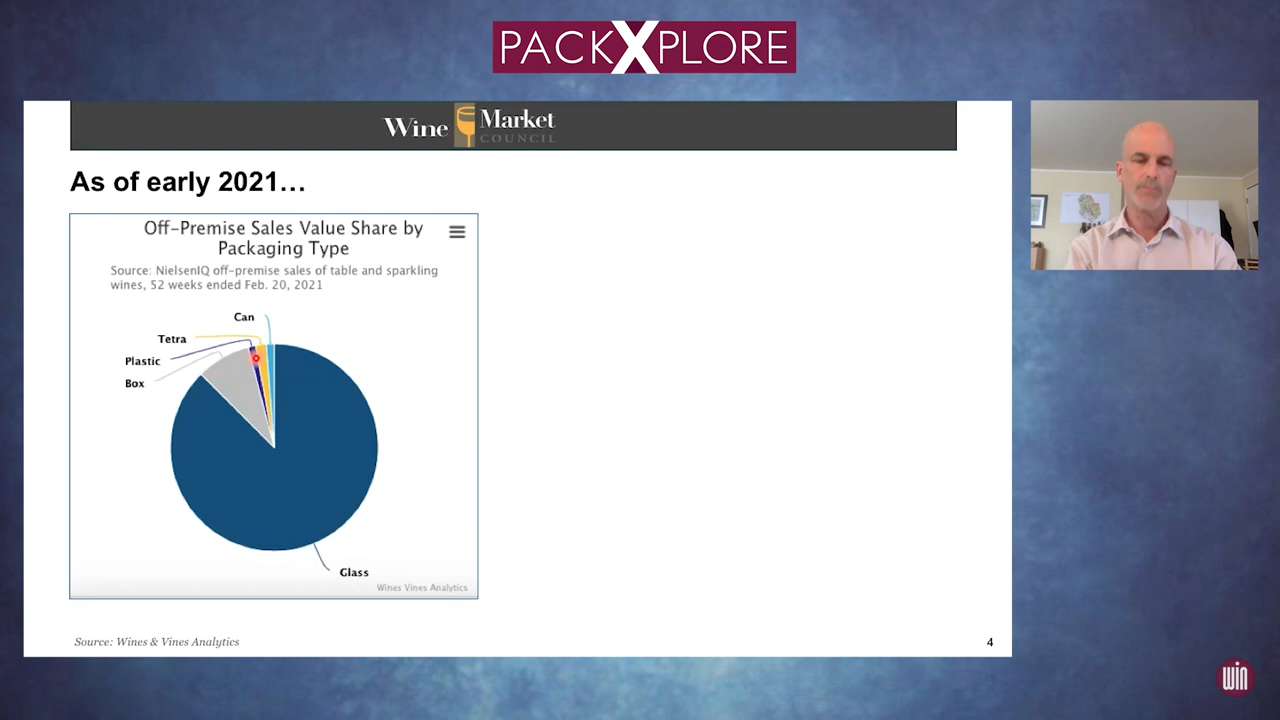 PACKXPLORE
Wine Market
COUNCIL
As of early 2021…
Off-Premise Sales Value Share by
Packaging Type
Source: NielsenIQ off-premise sales of table and sparkling
wines, 52 weeks ended Feb. 20, 2021
Can
Tetra
Plastic
Box
Glass
Wines Vines Analytics
Source: Wines & Vines Analytics
4
win